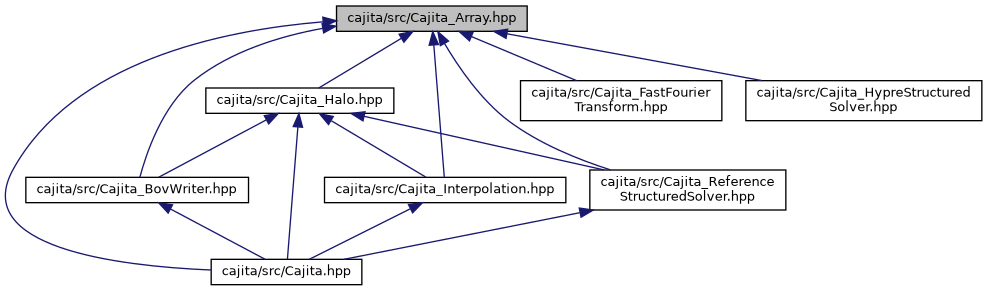 cajita/src/Cajita_Array.hpp
cajita/src/Cajita_Halo.hpp
cajita/src/Cajita_FastFourier
Transform.hpp
cajita/src/Cajita_HypreStructured
Solver.hpp
cajita/src/Cajita_BovWriter.hpp
cajita/src/Cajita_Interpolation.hpp
cajita/src/Cajita_Reference
StructuredSolver.hpp
cajita/src/Cajita.hpp